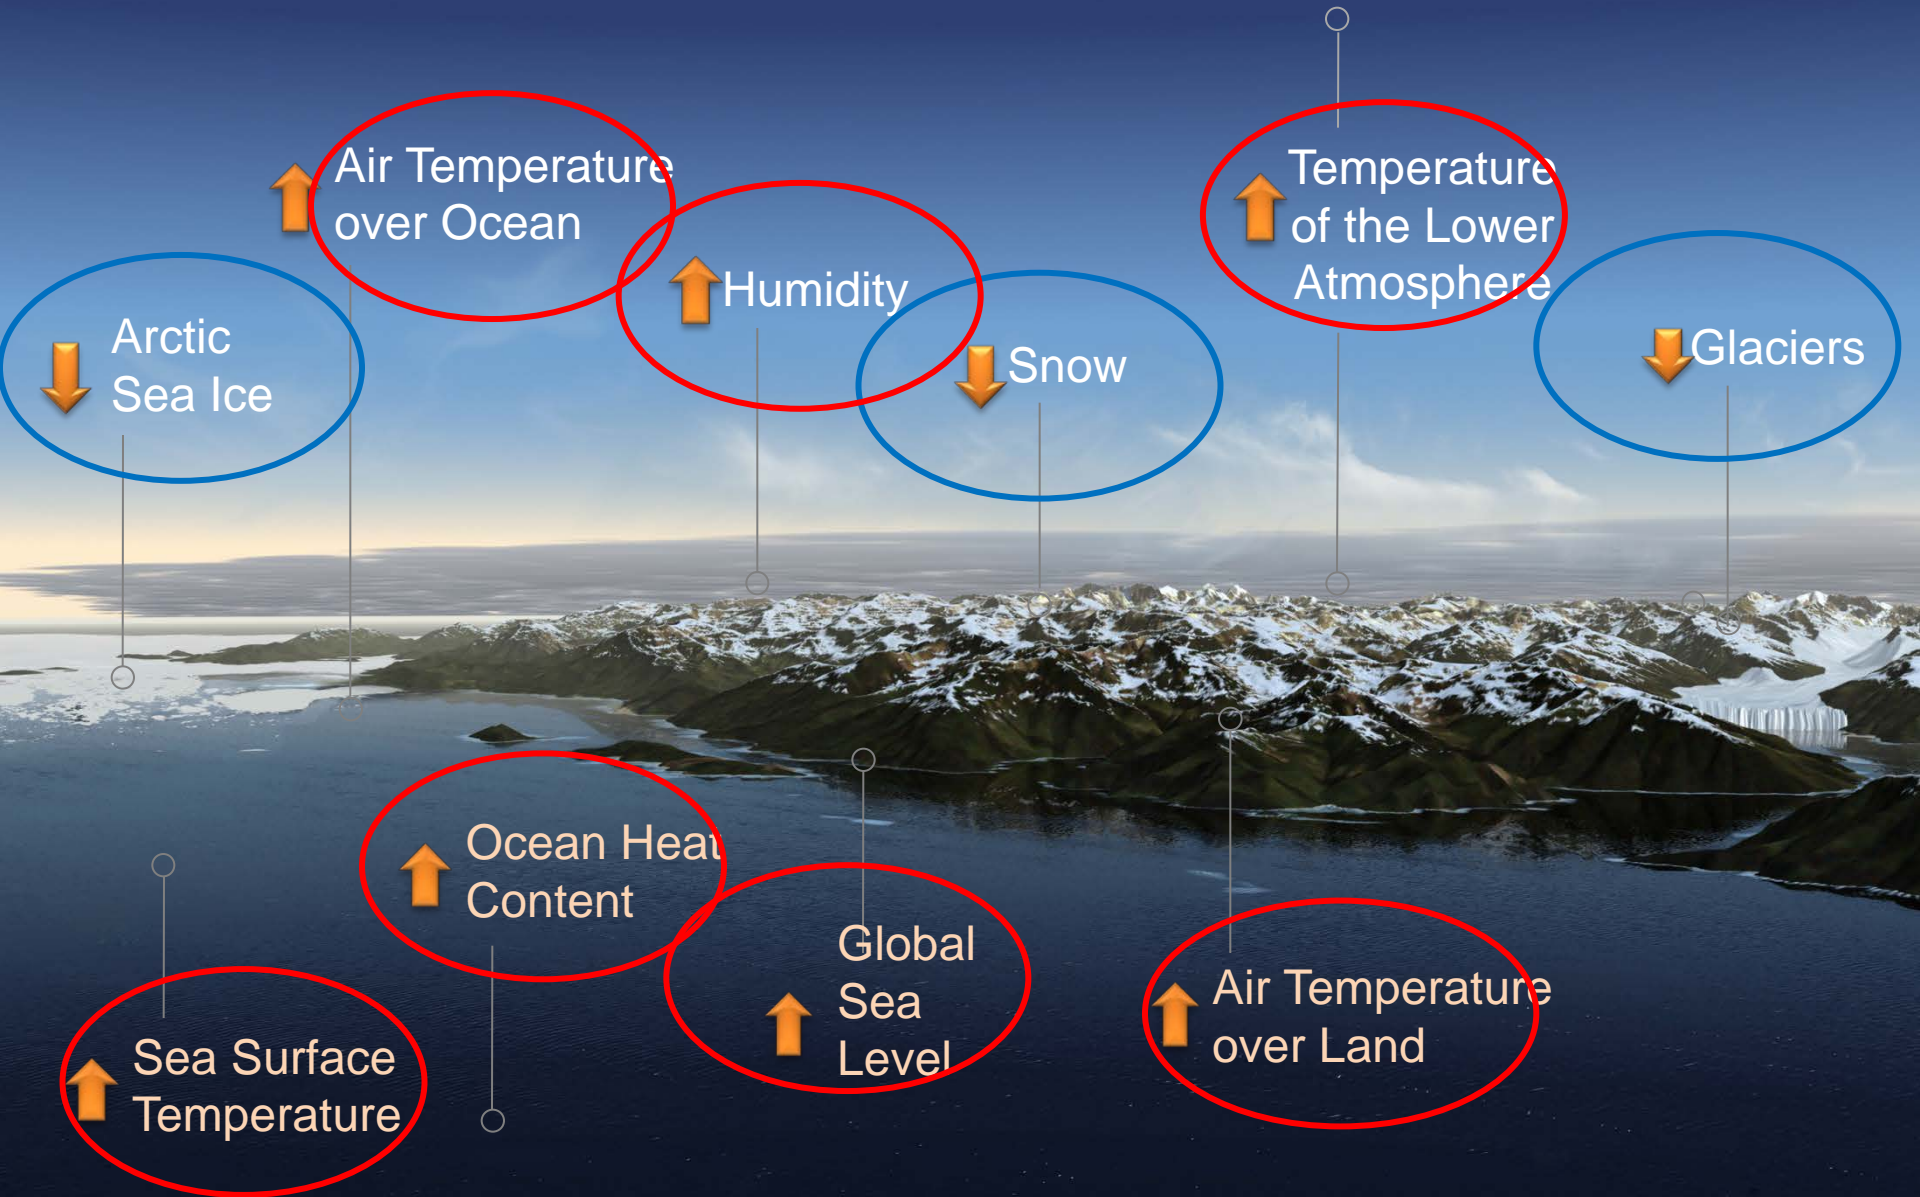 Air Temperature
over Ocean
Temperature
of the Lower
Atmosphere
Humidity
Arctic
Sea Ice
Snow
Glaciers
Ocean Heat
Content
Global
Sea
Level
Air Temperature
over Land
Sea Surface
Temperature